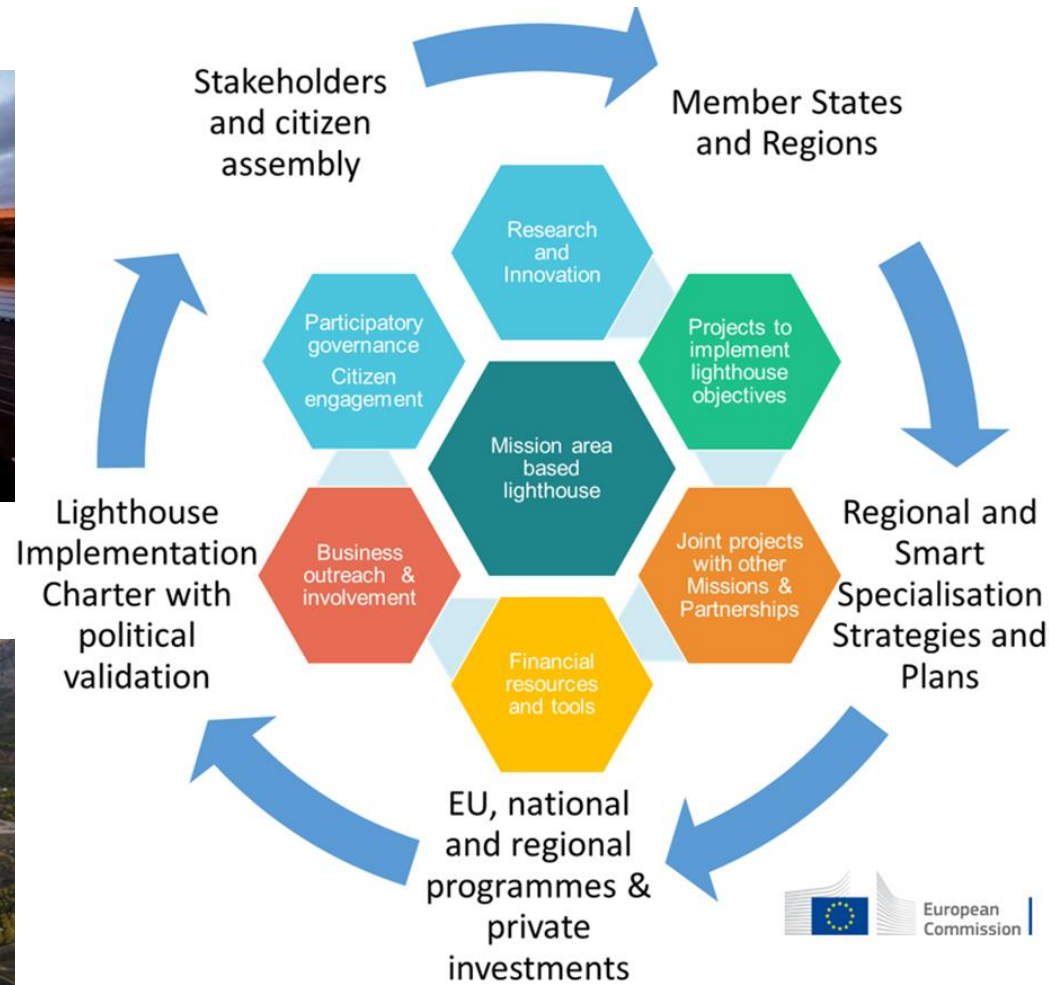 Stakeholders
and citizen
assembly
Member States
and Regions
Research
and
Innovation
Participatory
governance
Citizen
engagement
Projects to
implement
lighthouse
objectives
Mission area
based
lighthouse
Lighthouse
Implementation
Charter with
political
validation
Business
outreach &
involvement
Joint projects
with other
Missions &
Partnerships
Regional and
Smart
Specialisation
Strategies and
Plans
Financial
resources
and tools
EU, national
and regional
programmes &
private
investments
European
Commission